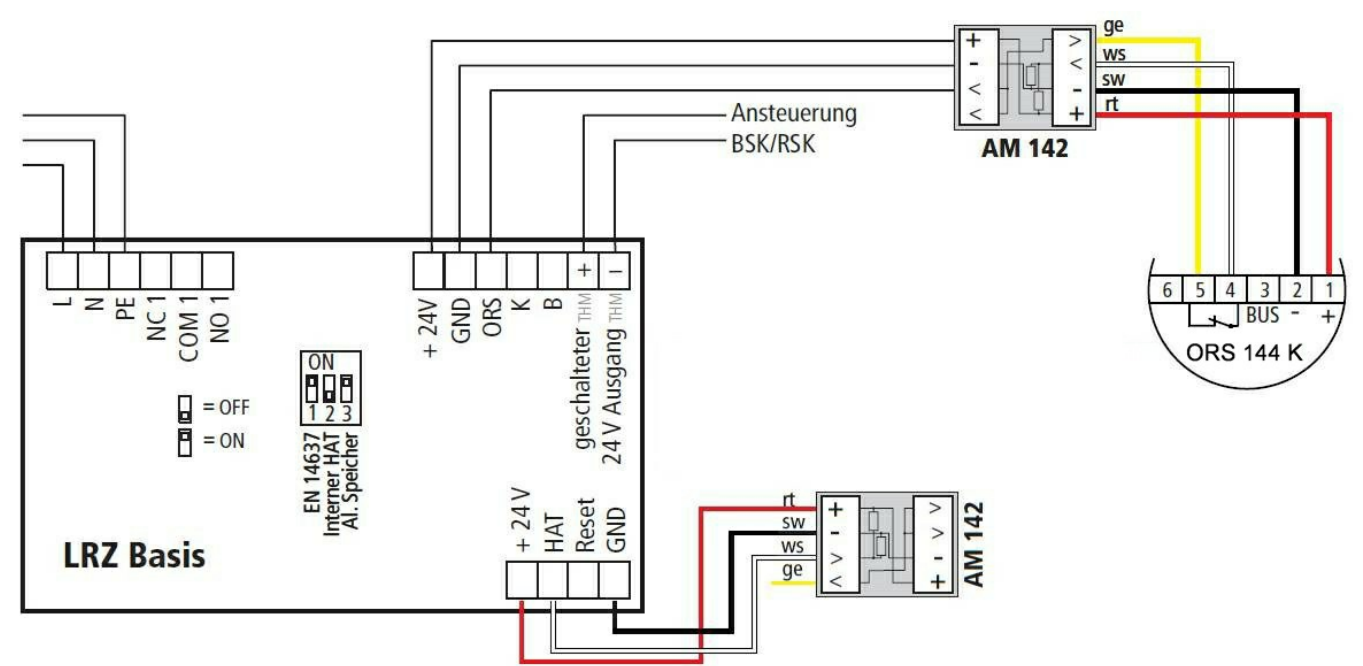 ge
ws
sw
rt
+
-
<
<
>
<
-
+
AM 142
Ansteuerung
BSK/RSK
L
N
PE
NC 1
COM 1
NO 1
+ 24V
GND
ORS
K
B
+
–
geschalteter THM
24 V Ausgang THM
6 5 4 3 2 1
BUS - +
ORS 144 K
ON
1 2 3
= OFF
= ON
EN 14637
Interner HAT
Al. Speicher
LRZ Basis
+ 24 V
HAT
Reset
GND
rt
sw
ws
ge
+
-
>
<
>
>
-
+
AM 142